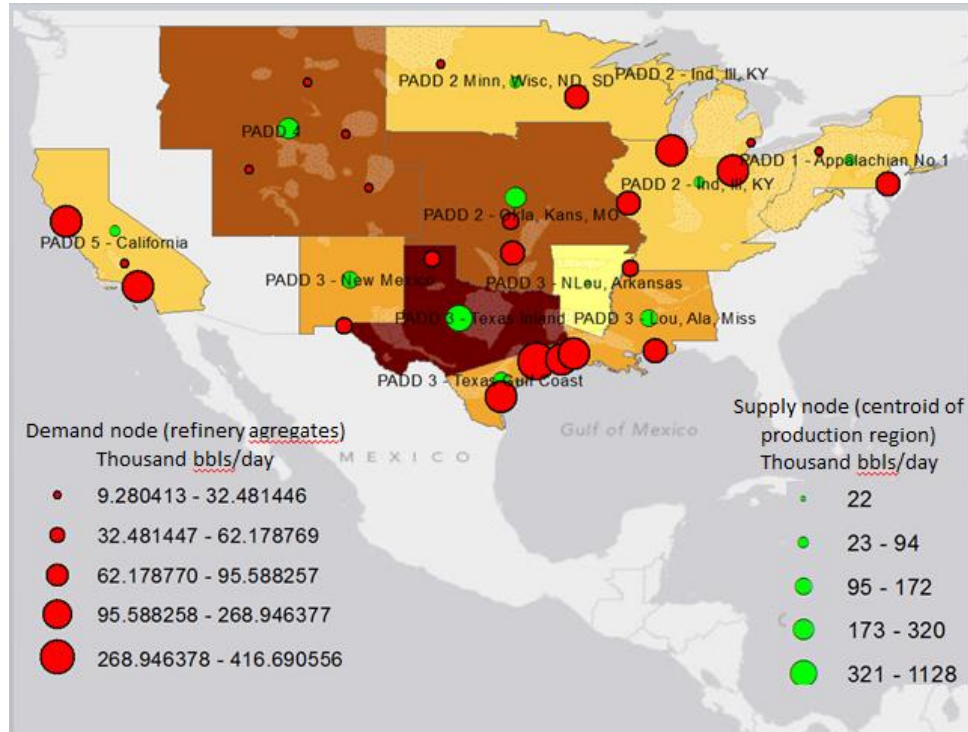 PADD 2 Minn, Wisc, ND, SD
PADD 2 - Ind, Ill, KY
PADD 4
PADD 1 - Appalachian No 1
PADD 2 - Ind, Ill, KY
PADD 2 - Okla, Kans, MO
PADD 5 - California
PADD 3 - New Mexico
PADD 3 - NLou, Arkansas
PADD 3 - Texas Inland
PADD 3 - Lou, Ala, Miss
PADD 3 - Texas Gulf Coast
Gulf of Mexico
MEXICO
Demand node (refinery agregates)
Thousand bbls/day
9.280413 - 32.481446
32.481447 - 62.178769
62.178770 - 95.588257
95.588258 - 268.946377
268.946378 - 416.690556
Supply node (centroid of
production region)
Thousand bbls/day
22
23 - 94
95 - 172
173 - 320
321 - 1128